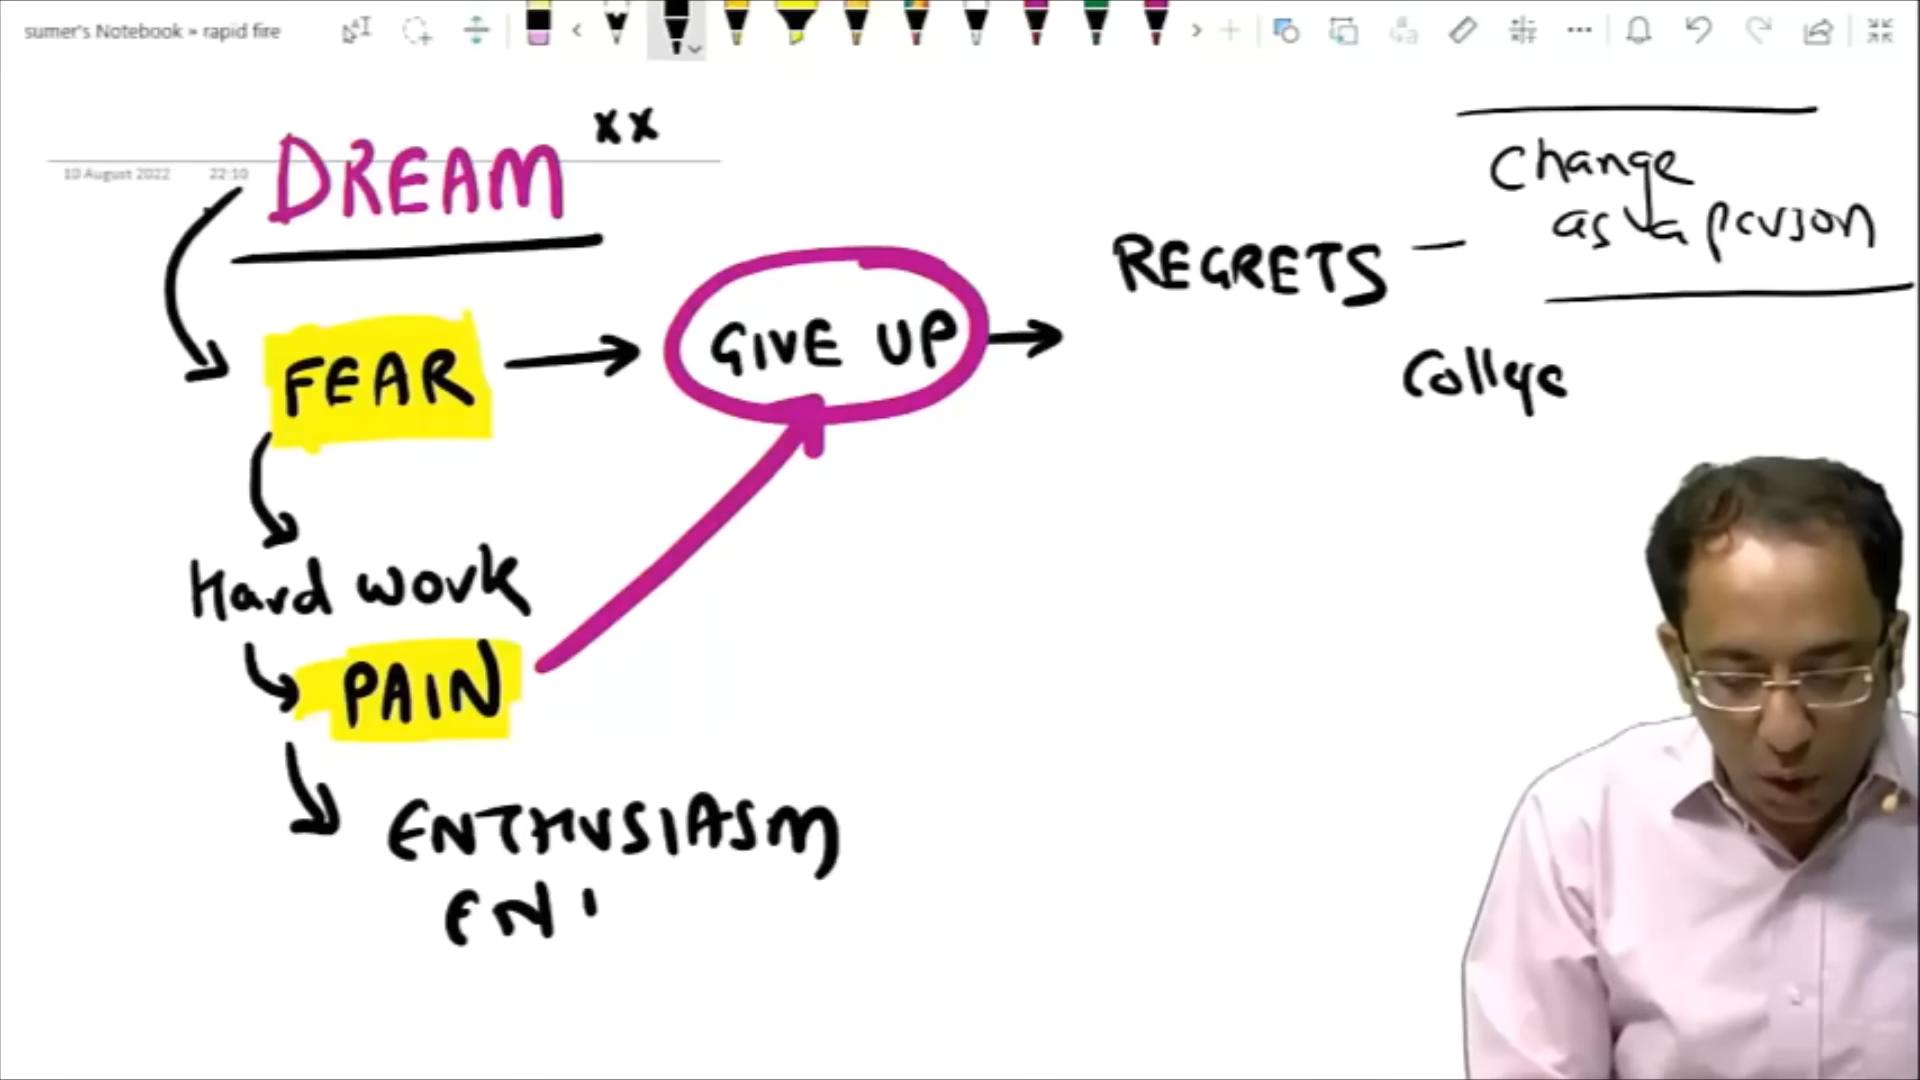 sumer's Notebook » rapid fire
xx
DREAM
10 August 2022 22:10
Change
as a person
REGRETS —
GIVE UP
FEAR
College
Hard work
PAIN
ENTHUSIASM
EN